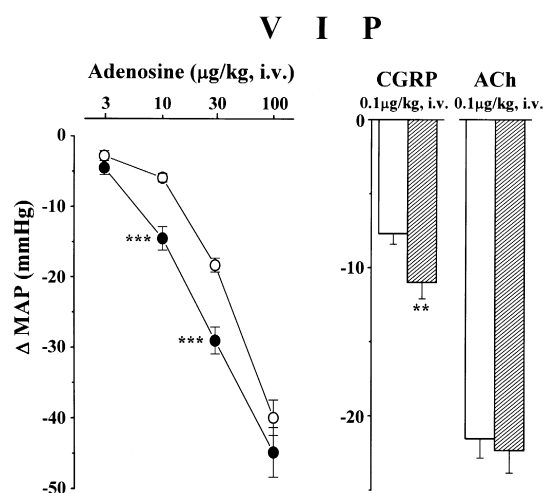 V I P
Adenosine (µg/kg, i.v.)
3 10 30 100
0
-10
-20
-30
-40
-50
Δ MAP (mmHg)
***
***
CGRP
0.1µg/kg, i.v.
ACh
0.1µg/kg, i.v.
0
-10
-20
**